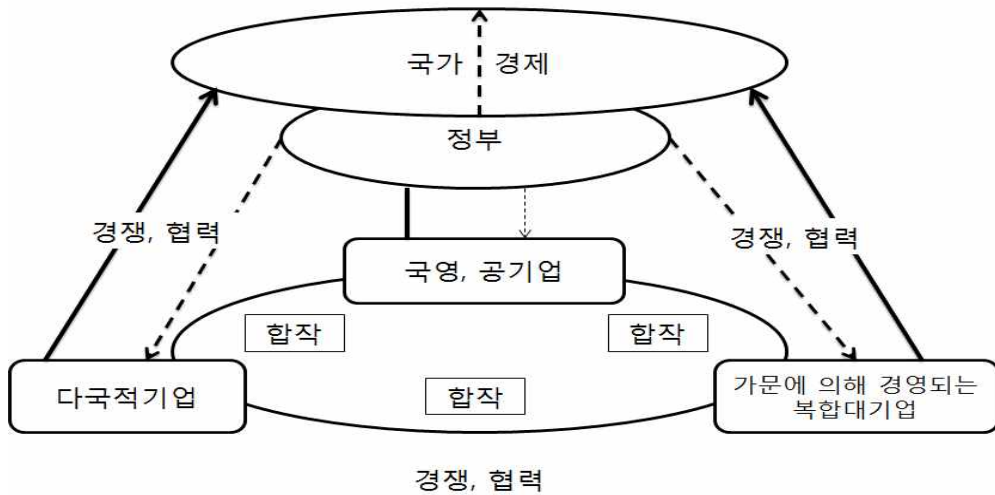 국가 경제
정부
경쟁, 협력
경쟁, 협력
국영, 공기업
합작
합작
다국적기업
합작
가문에 의해 경영되는
복합대기업
경쟁, 협력